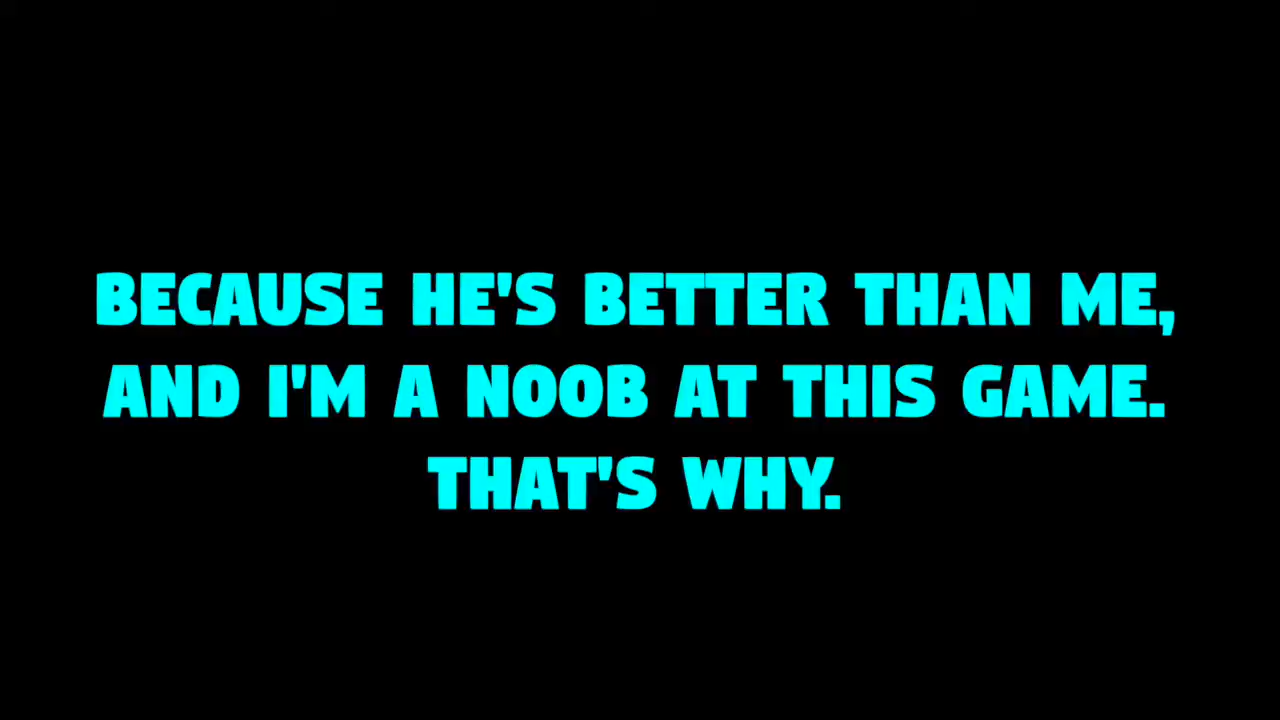 BECAUSE HE'S BETTER THAN ME,
AND I'M A NOOB AT THIS GAME.
THAT'S WHY.